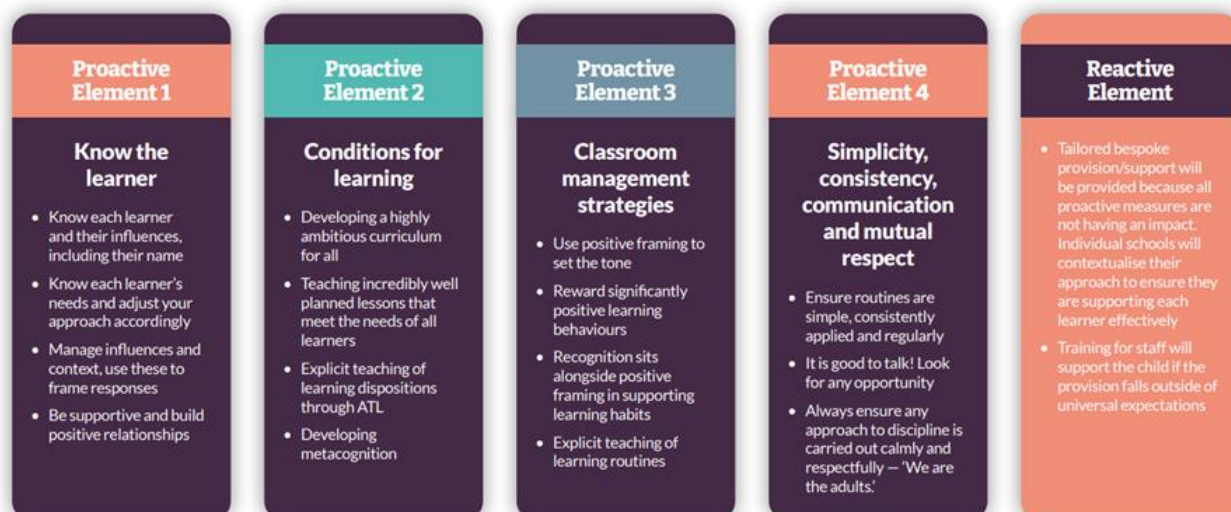 Proactive
Element 1
Know the
learner
• Know each learner
and their influences,
including their name
• Know each learner's
needs and adjust your
approach accordingly
• Manage influences and
context, use these to
frame responses
• Be supportive and build
positive relationships
Proactive
Element 2
Conditions for
learning
• Developing a highly
ambitious curriculum
for all
• Teaching incredibly well
planned lessons that
meet the needs of all
learners
• Explicit teaching of
learning dispositions
through ATL
• Developing
metacognition
Proactive
Element 3
Classroom
management
strategies
• Use positive framing to
set the tone
• Reward significantly
positive learning
behaviours
• Recognition sits
alongside positive
framing in supporting
learning habits
• Explicit teaching of
learning routines
Proactive
Element 4
Simplicity,
consistency,
communication
and mutual
respect
• Ensure routines are
simple, consistently
applied and regularly
• It is good to talk! Look
for any opportunity
• Always ensure any
approach to discipline is
carried out calmly and
respectfully – 'We are
the adults.'
Reactive
Element
• Tailored bespoke
provision/support will
be provided because all
proactive measures are
not having an impact.
Individual schools will
contextualise their
approach to ensure they
are supporting each
learner effectively
• Training for staff will
support the child if the
provision falls outside of
universal expectations